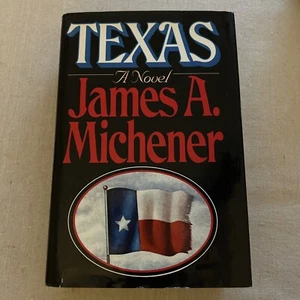 TEXAS
A Novel
James A.
Michener